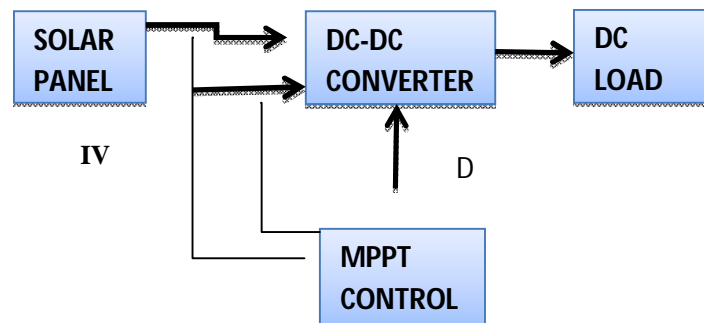 SOLAR
PANEL
DC-DC
CONVERTER
DC
LOAD
IV
D
MPPT
CONTROL